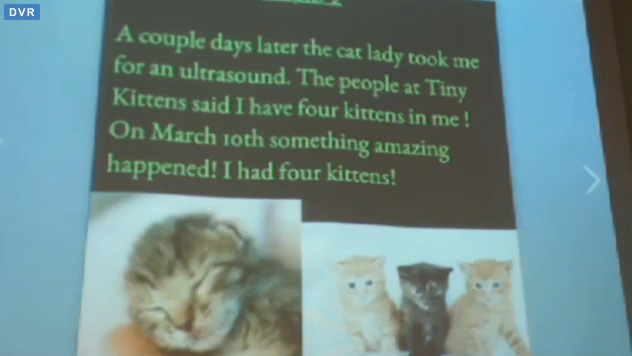 DVR
A couple days later the cat lady took me
for an ultrasound. The people at Tiny
Kittens said I have four kittens in me !
On March 10th something amazing
happened! I had four kittens!